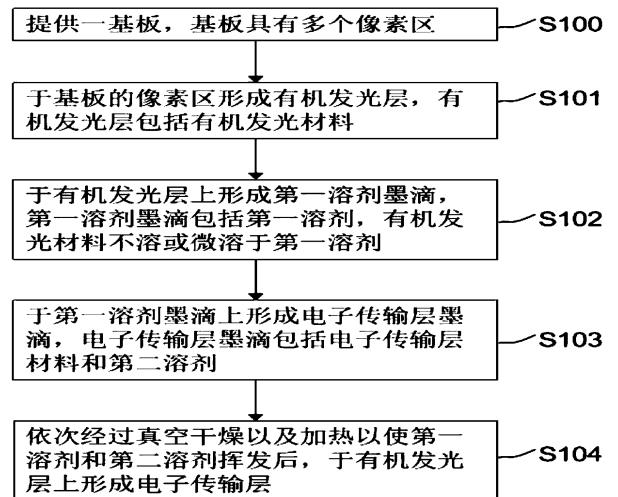 提供一基板，基板具有多个像素区
S100
于基板的像素区形成有机发光层，有
机发光层包括有机发光材料
S101
于有机发光层上形成第一溶剂墨滴，
第一溶剂墨滴包括第一溶剂，有机发
光材料不溶或微溶于第一溶剂
S102
于第一溶剂墨滴上形成电子传输层墨
滴，电子传输层墨滴包括电子传输层
材料和第二溶剂
S103
依次经过真空干燥以及加热以使第一
溶剂和第二溶剂挥发后，于有机发光
层上形成电子传输层
S104